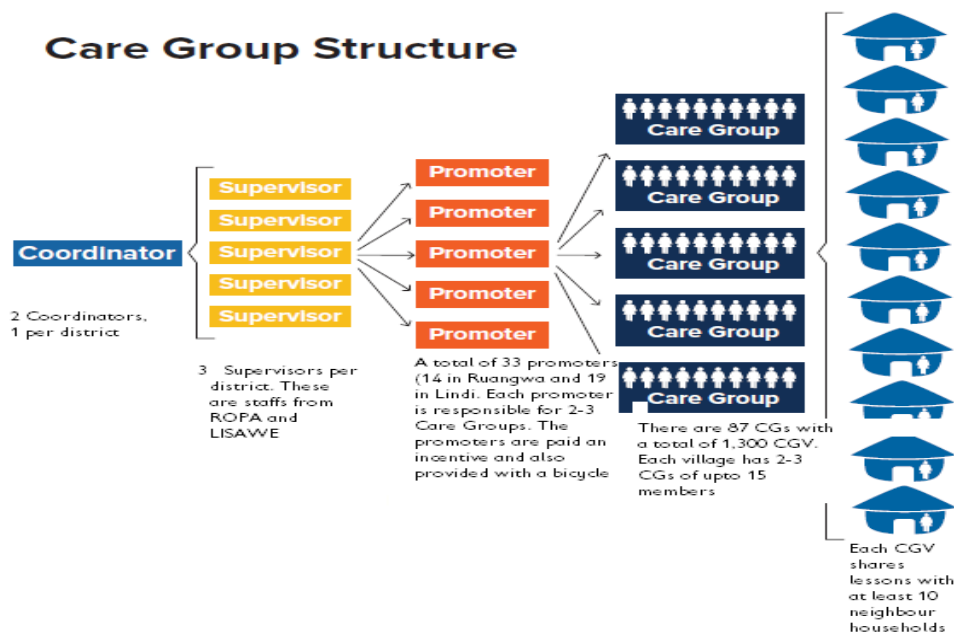 Care Group Structure
Coordinator
2 Coordinators,
1 per district
Supervisor
Supervisor
Supervisor
Supervisor
Supervisor
3 Supervisors per
district. These
are staffs from
ROPA and
LISAWE
Promoter
Promoter
Promoter
Promoter
Promoter
A total of 33 promoters
(14 in Ruangwa and 19
in Lindi. Each promoter
is responsible for 2-3
Care Groups. The
promoters are paid an
incentive and also
provided with a bicycle
Care Group
Care Group
Care Group
Care Group
Care Group
There are 87 CGs with
a total of 1,300 CGV.
Each village has 2-3
CGs of upto 15
members
Each CGV
shares
lessons with
at least 10
neighbour
households